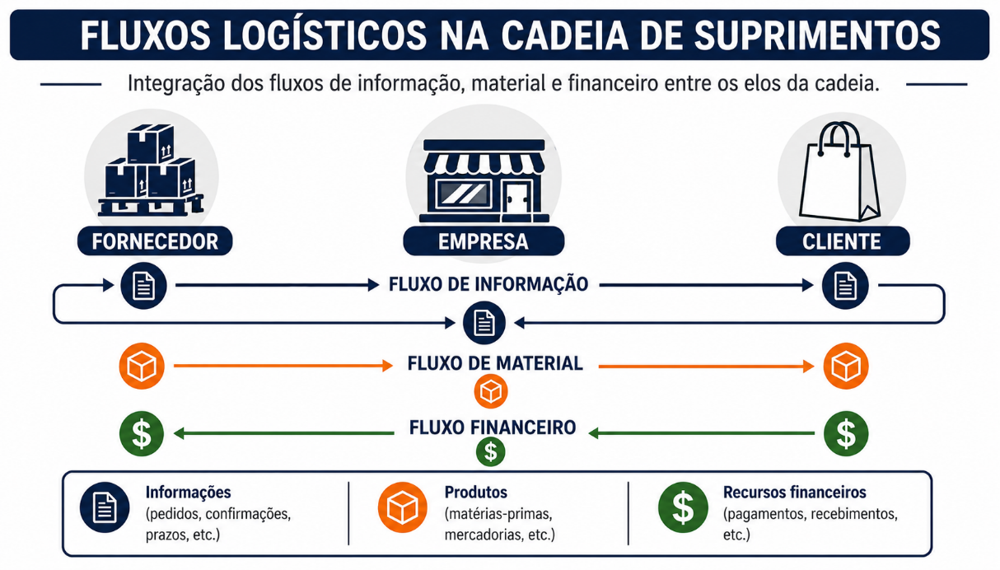 FLUXOS LOGÍSTICOS NA CADEIA DE SUPRIMENTOS
Integração dos fluxos de informação, material e financeiro entre os elos da cadeia.
FORNECEDOR
EMPRESA
CLIENTE
FLUXO DE INFORMAÇÃO
FLUXO DE MATERIAL
$
FLUXO FINANCEIRO
$
$
Informações
(pedidos, confirmações,
prazos, etc.)
Produtos
(matérias-primas,
mercadorias, etc.)
$
Recursos financeiros
(pagamentos, recebimentos,
etc.)